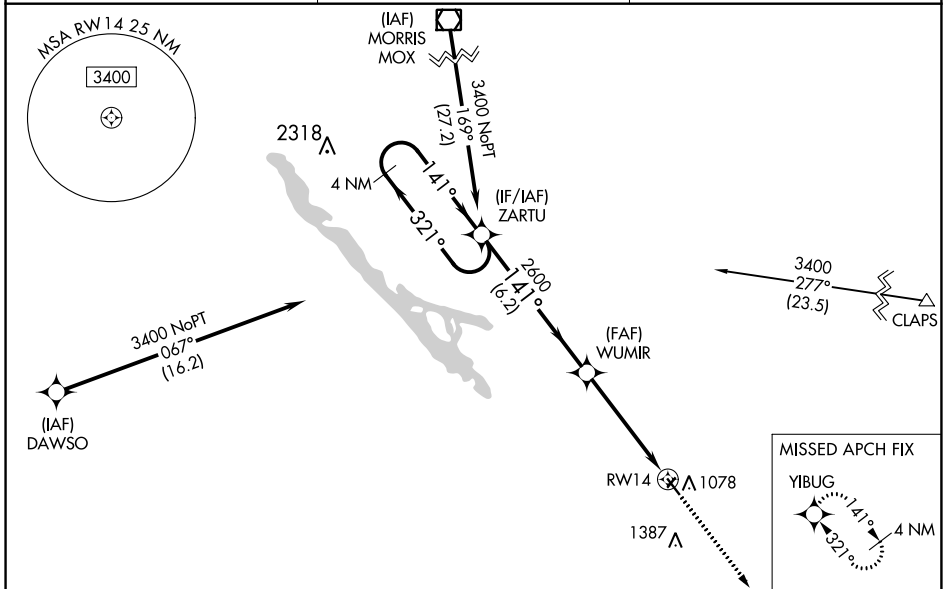 MSA RW14 25 NM
3400
(IAF)
MORRIS
MOX
3400 NoPT
169°
(27.2)
2318
4 NM
141°
321°
(IF/IAF)
ZARTU
2600
141°
(6.2)
3400
277°
(23.5)
CLAPS
3400 NoPT
067°
(16.2)
(IAF)
DAWSO
(FAF)
WUMIR
RW14
1078
1387
MISSED APCH FIX
YIBUG
141°
321°
4 NM